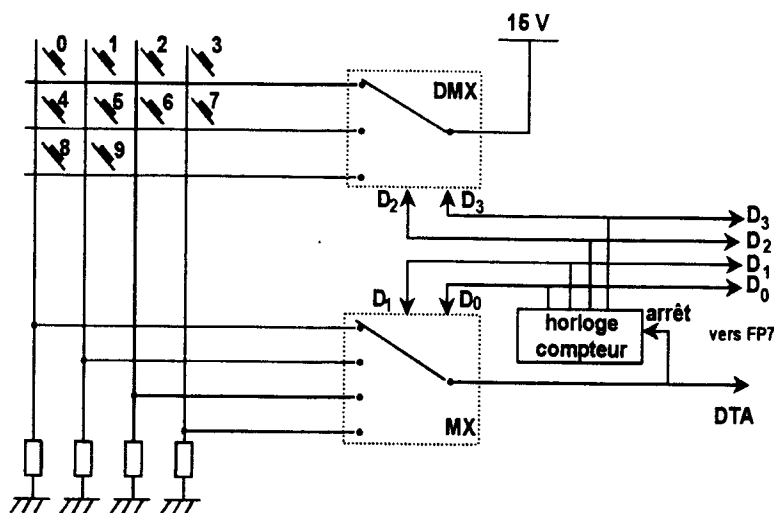 15 V
0 1 2 3
DMX
4 5 6 7
8 9
D2 D3
D3
D2
D1
D0
D1 D0
arrêt
horloge
compteur
vers FP7
DTA
MX